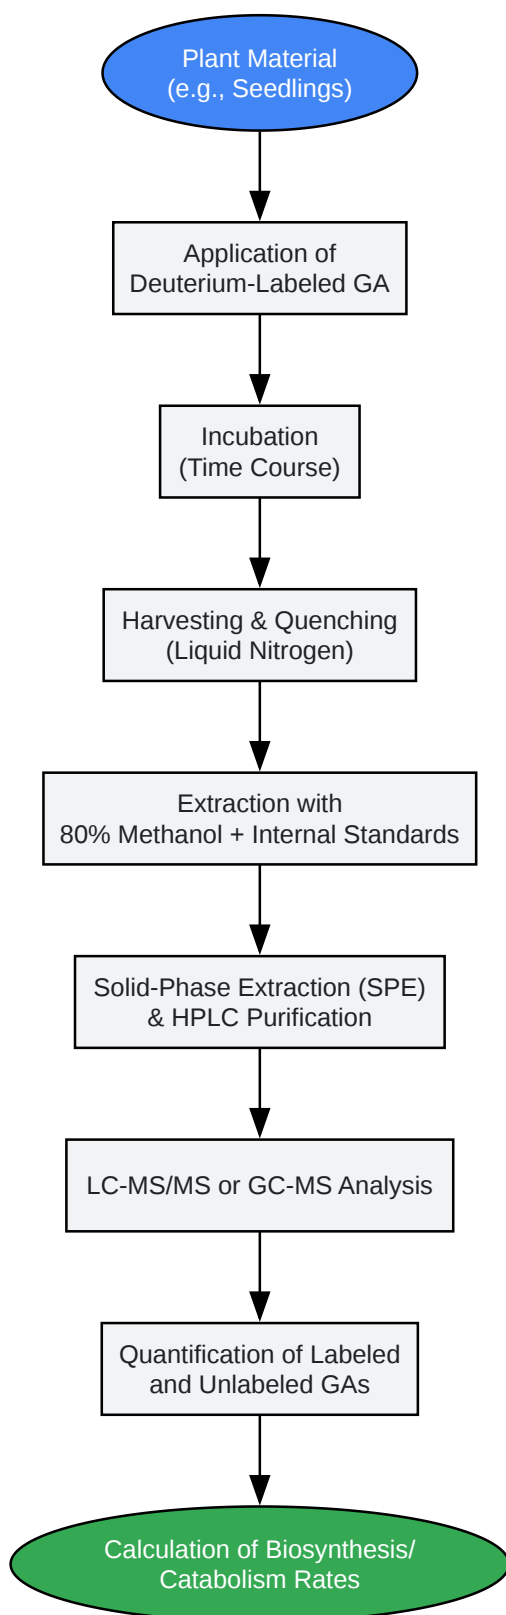 Plant Material
(e.g., Seedlings)
Application of
Deuterium-Labeled GA
Incubation
(Time Course)
Harvesting & Quenching
(Liquid Nitrogen)
Extraction with
80% Methanol + Internal Standards
Solid-Phase Extraction (SPE)
& HPLC Purification
LC-MS/MS or GC-MS Analysis
Quantification of Labeled
and Unlabeled GAs
Calculation of Biosynthesis/
Catabolism Rates